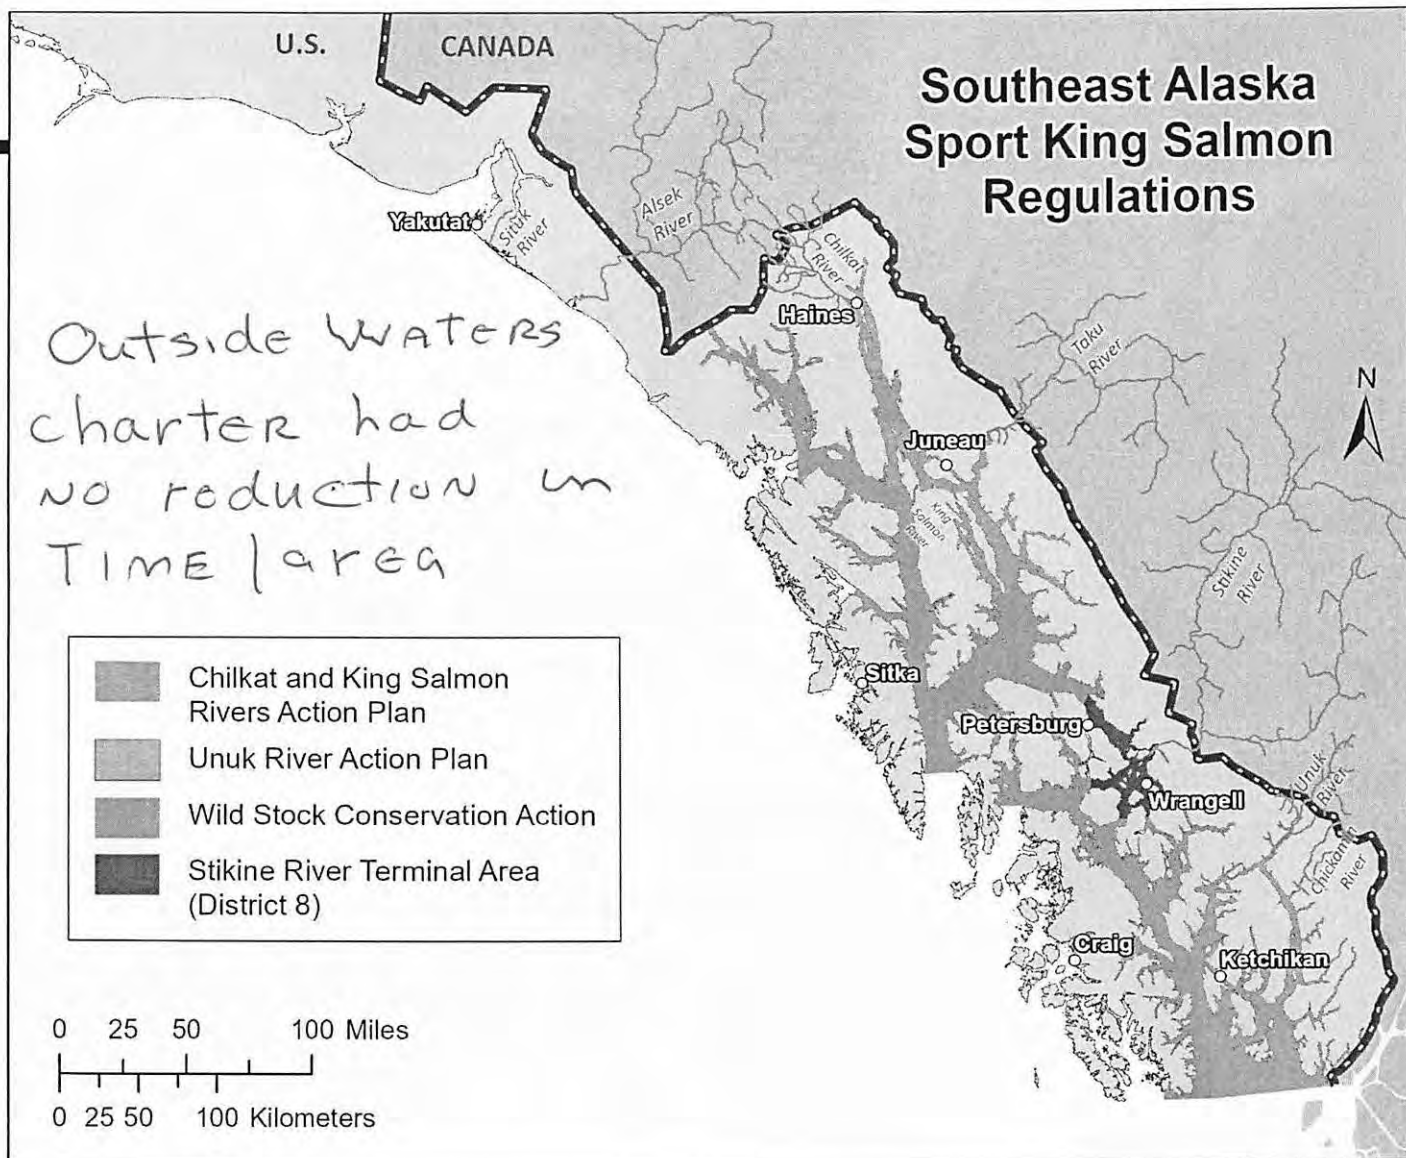 U.S.
CANADA
Southeast Alaska
Sport King Salmon
Regulations
Alsek
River
Yakutat
Situk
River
Chilkat
River
Haines
Taku
River
N
Outside WATERS
charter had
NO reduction in
TIME / area
Juneau
King
Salmon
River
Stikine
River
Chilkat and King Salmon
Rivers Action Plan
Unuk River Action Plan
Wild Stock Conservation Action
Stikine River Terminal Area
(District 8)
Sitka
Petersburg
Wrangell
Unuk
River
Chickamin
River
Craig
Ketchikan
0 25 50 100 Miles
0 25 50 100 Kilometers